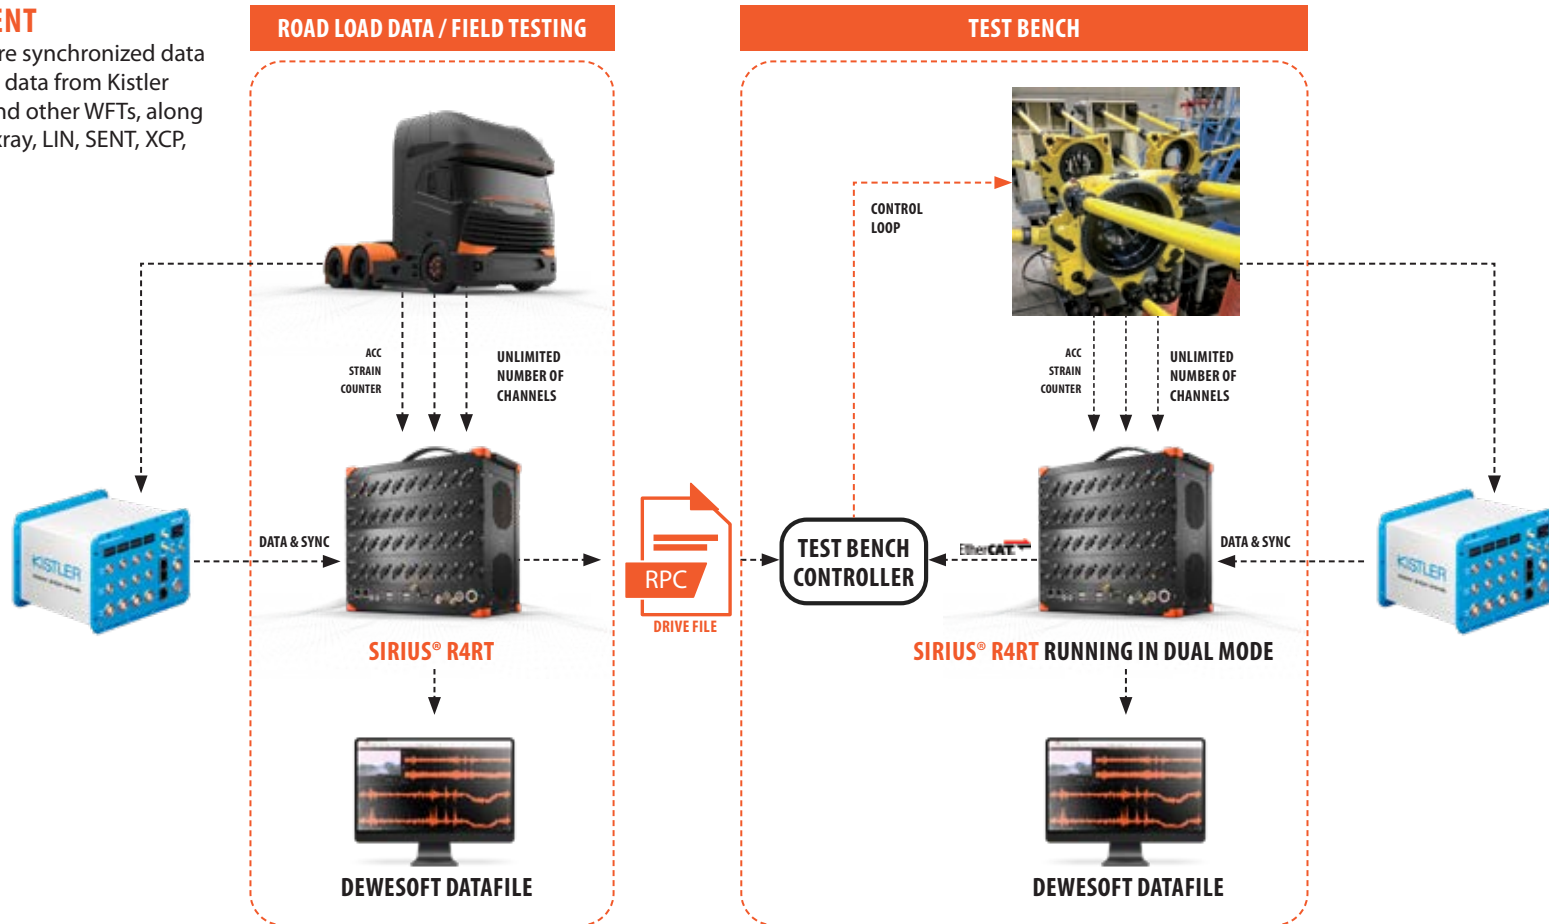 ENT
re synchronized data
data from Kistler
nd other WFTs, along
xray, LIN, SENT, XCP,
ROAD LOAD DATA / FIELD TESTING
ACC
STRAIN
COUNTER
UNLIMITED
NUMBER OF
CHANNELS
KISTLER
DATA & SYNC
SIRIUS® R4RT
DEWESOFT DATAFILE
RPC
DRIVE FILE
TEST BENCH
CONTROL
LOOP
ACC
STRAIN
COUNTER
UNLIMITED
NUMBER OF
CHANNELS
TEST BENCH
CONTROLLER
EtherCAT
DATA & SYNC
KISTLER
SIRIUS® R4RT RUNNING IN DUAL MODE
DEWESOFT DATAFILE